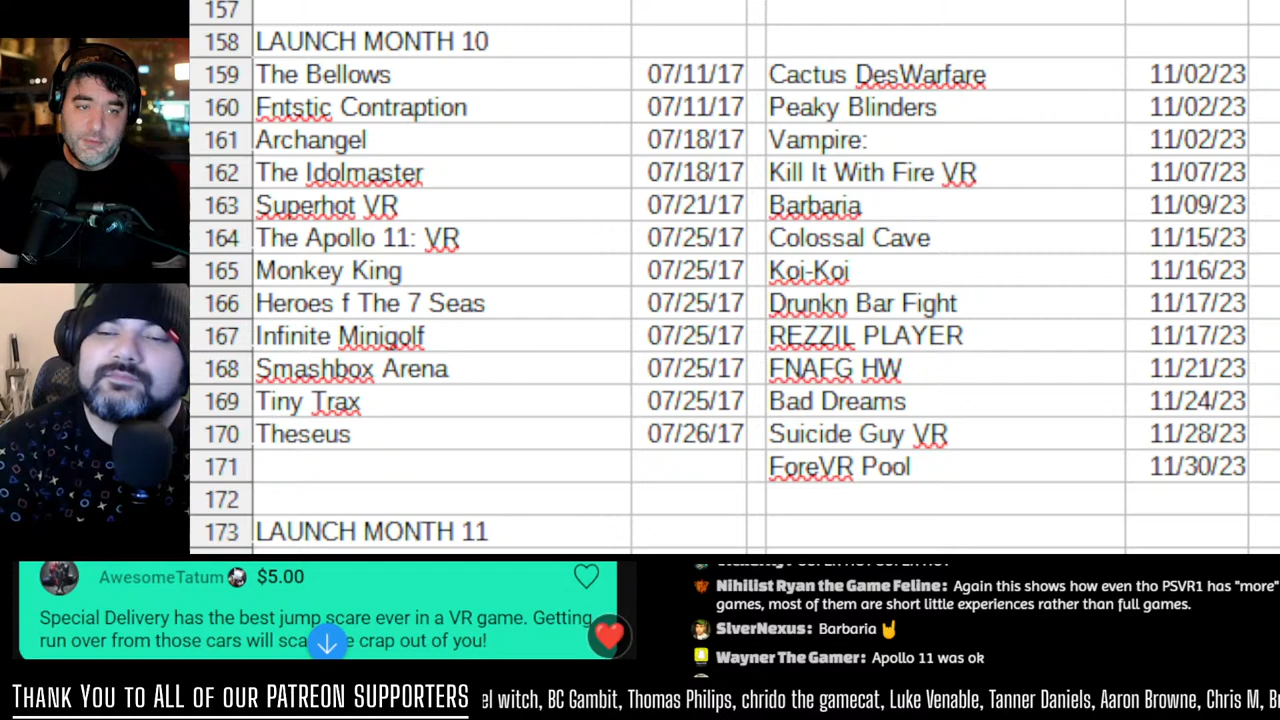 157
158 LAUNCH MONTH 10
159 The Bellows 07/11/17 Cactus DesWarfare 11/02/23
160 Fntstic Contraption 07/11/17 Peaky Blinders 11/02/23
161 Archangel 07/18/17 Vampire: 11/02/23
162 The Idolmaster 07/18/17 Kill It With Fire VR 11/07/23
163 Superhot VR 07/21/17 Barbaria 11/09/23
164 The Apollo 11: VR 07/25/17 Colossal Cave 11/15/23
165 Monkey King 07/25/17 Koi-Koi 11/16/23
166 Heroes f The 7 Seas 07/25/17 Drunkn Bar Fight 11/17/23
167 Infinite Minigolf 07/25/17 REZZIL PLAYER 11/17/23
168 Smashbox Arena 07/25/17 FNAFG HW 11/21/23
169 Tiny Trax 07/25/17 Bad Dreams 11/24/23
170 Theseus 07/26/17 Suicide Guy VR 11/28/23
171 ForeVR Pool 11/30/23
172
173 LAUNCH MONTH 11
AwesomeTatum $5.00
Special Delivery has the best jump scare ever in a VR game. Getting
run over from those cars will crap out of you!
Nihilist Ryan the Game Feline: Again this shows how even tho PSVR1 has "more"
games, most of them are short little experiences rather than full games.
SlverNexus: Barbaria 🤘
Wayner The Gamer: Apollo 11 was ok
THANK YOU TO ALL OF OUR PATREON SUPPORTERS
el witch, BC Gambit, Thomas Philips, chrido the gamecat, Luke Venable, Tanner Daniels, Aaron Browne, Chris M, B